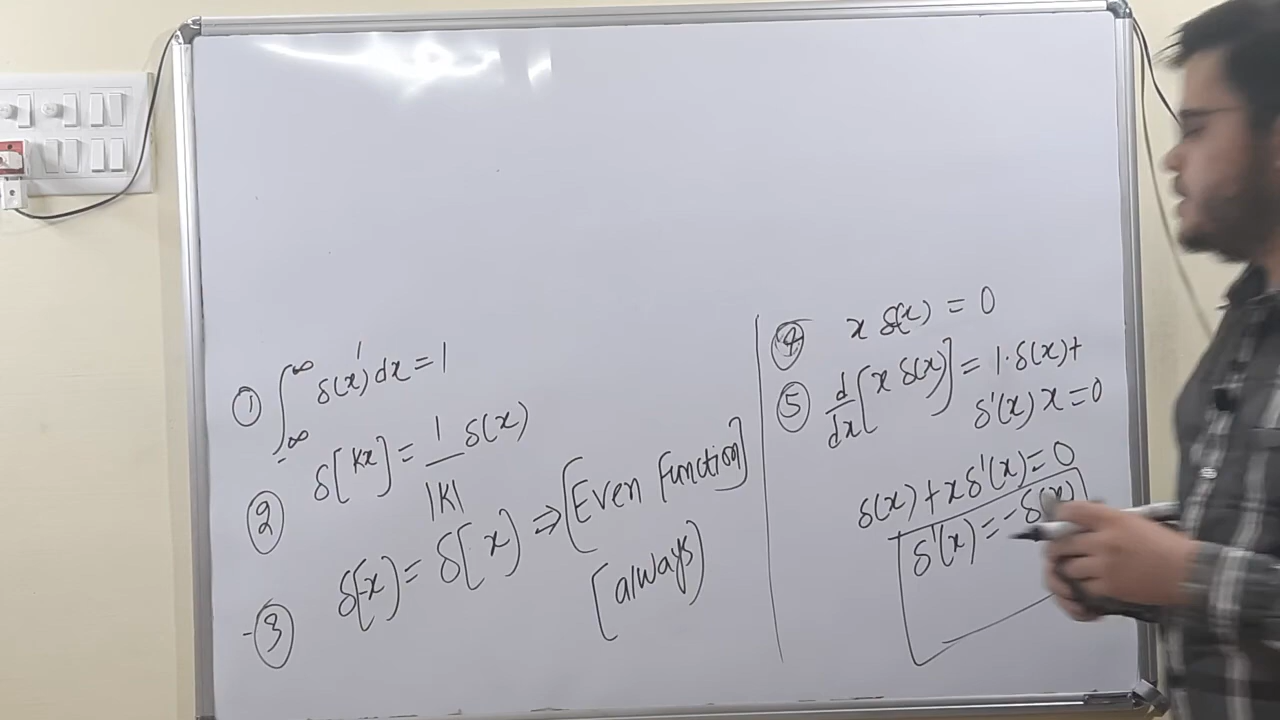 ① ∫_{-∞}^{∞} δ(x) dx = 1
② δ[kx] = 1/|k| δ(x)
③ δ[-x) = δ[x) ⇒ [Even Function]
[always)
④ x δ(x) = 0
⑤ d/dx [x δ(x)] = 1·δ(x) +
δ'(x) x = 0
δ(x) + x δ'(x) = 0
δ'(x) = -δ(x)